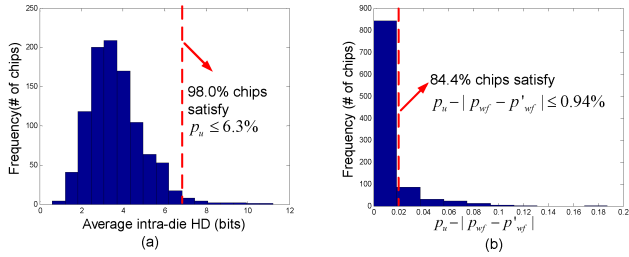 250
200
150
100
50
0
0 2 4 6 8 10 12
Frequency(# of chips)
Average intra-die HD (bits)
98.0% chips
satisfy
p_u ≤ 6.3%
(a)
900
800
700
600
500
400
300
200
100
0
0 0.02 0.04 0.06 0.08 0.1 0.12 0.14 0.16 0.18 0.2
Frequency (# of chips)
84.4% chips satisfy
p_u − | p_wf − p'_wf | ≤ 0.94%
p_u − | p_wf − p'_wf |
(b)